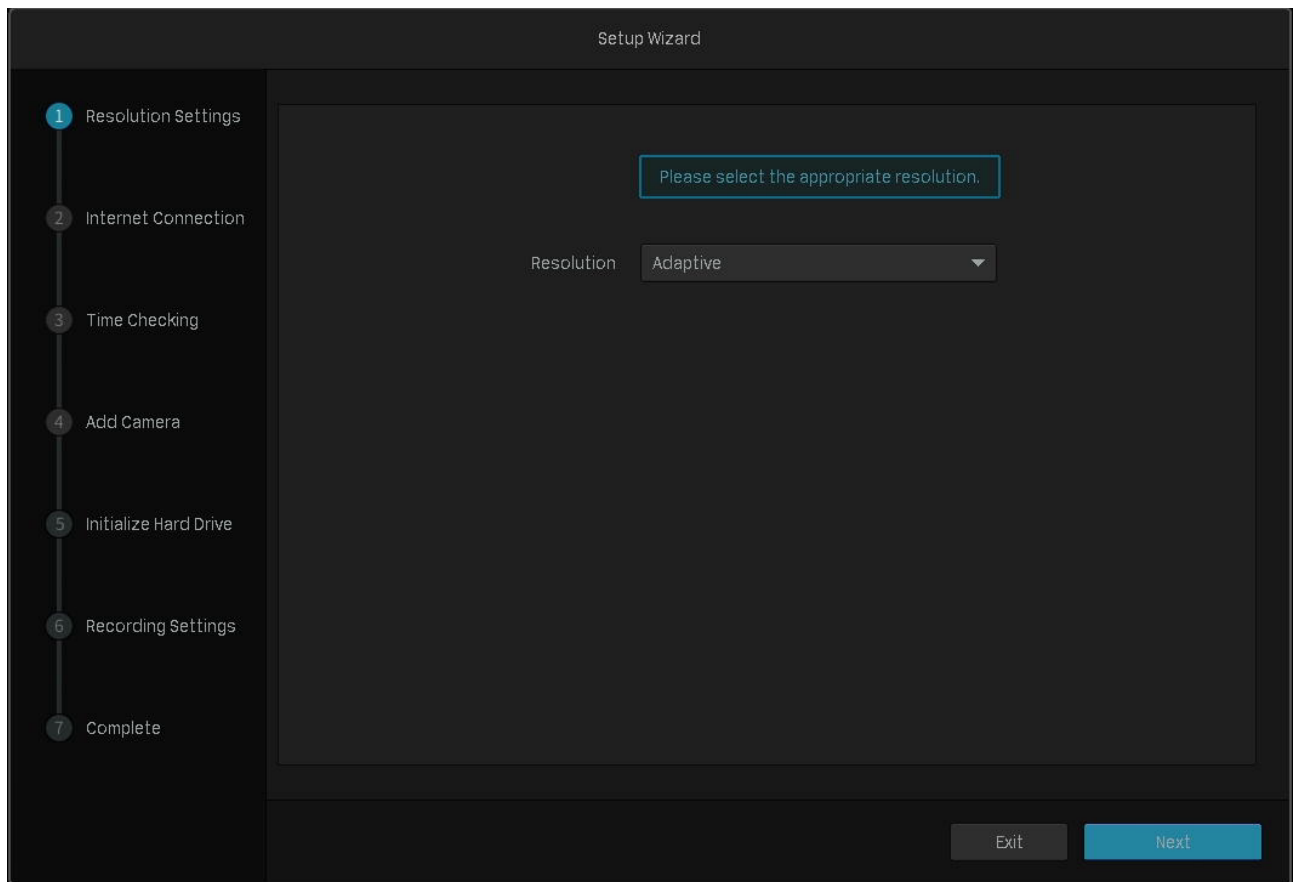 Setup Wizard
1 Resolution Settings
2 Internet Connection
3 Time Checking
4 Add Camera
5 Initialize Hard Drive
6 Recording Settings
7 Complete
Please select the appropriate resolution.
Resolution Adaptive
Exit Next